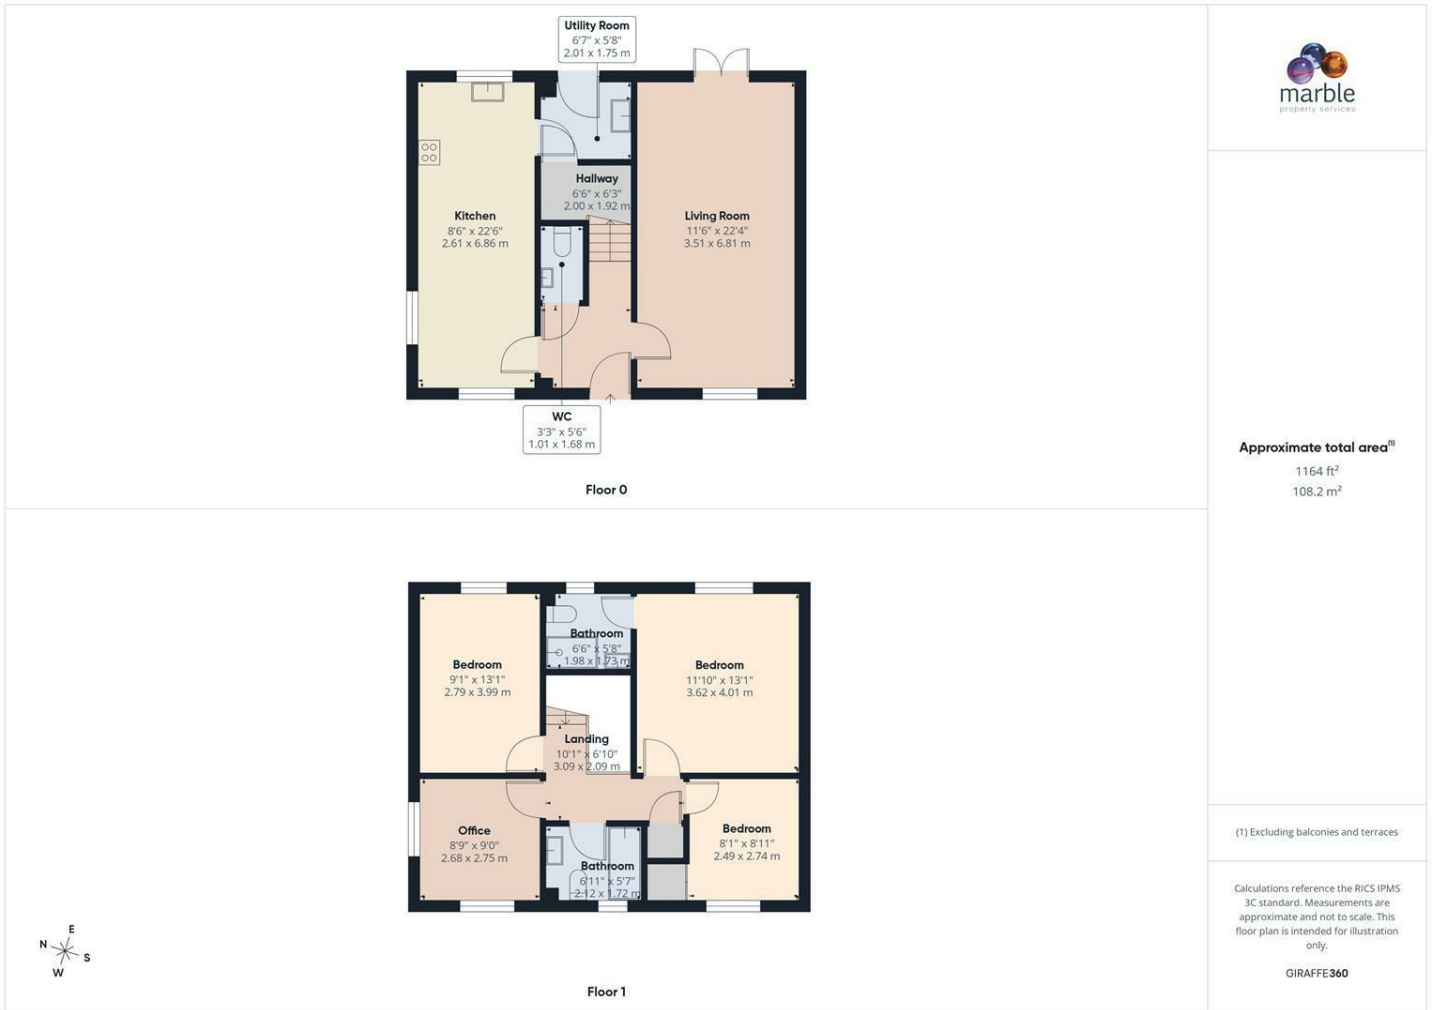 Utility Room
6'7" x 5'8"
2.01 x 1.75 m
Hallway
6'6" x 6'3"
2.00 x 1.92 m
Kitchen
8'6" x 22'6"
2.61 x 6.86 m
Living Room
11'6" x 22'4"
3.51 x 6.81 m
WC
3'3" x 5'6"
1.01 x 1.68 m
Floor 0
Bathroom
6'6" x 5'8"
1.98 x 1.73 m
Bedroom
9'1" x 13'1"
2.79 x 3.99 m
Bedroom
11'10" x 13'1"
3.62 x 4.01 m
Landing
10'1" x 6'10"
3.09 x 2.09 m
Office
8'9" x 9'0"
2.68 x 2.75 m
Bedroom
8'1" x 8'11"
2.49 x 2.74 m
Bathroom
6'11" x 5'7"
2.12 x 1.72 m
E
N
S
W
Floor 1
marble
property services
Approximate total area(1)
1164 ft²
108.2 m²
(1) Excluding balconies and terraces
Calculations reference the RICS IPMS
3C standard. Measurements are
approximate and not to scale. This
floor plan is intended for illustration
only.
GIRAFFE360